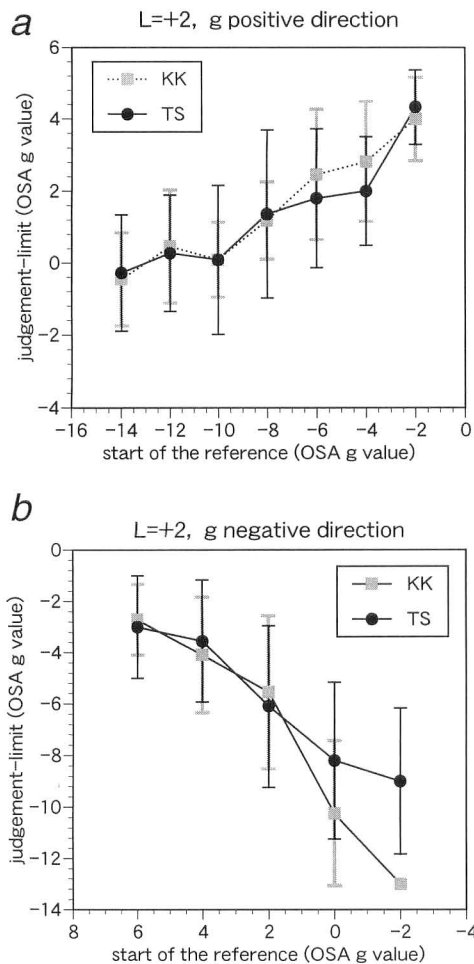 a
L=+2, g positive direction
KK
TS
judgement-limit (OSA g value)
6
4
2
0
-2
-4
-16 -14 -12 -10 -8 -6 -4 -2 0
start of the reference (OSA g value)
b
L=+2, g negative direction
KK
TS
judgement-limit (OSA g value)
0
-2
-4
-6
-8
-10
-12
-14
8 6 4 2 0 -2 -4
start of the reference (OSA g value)